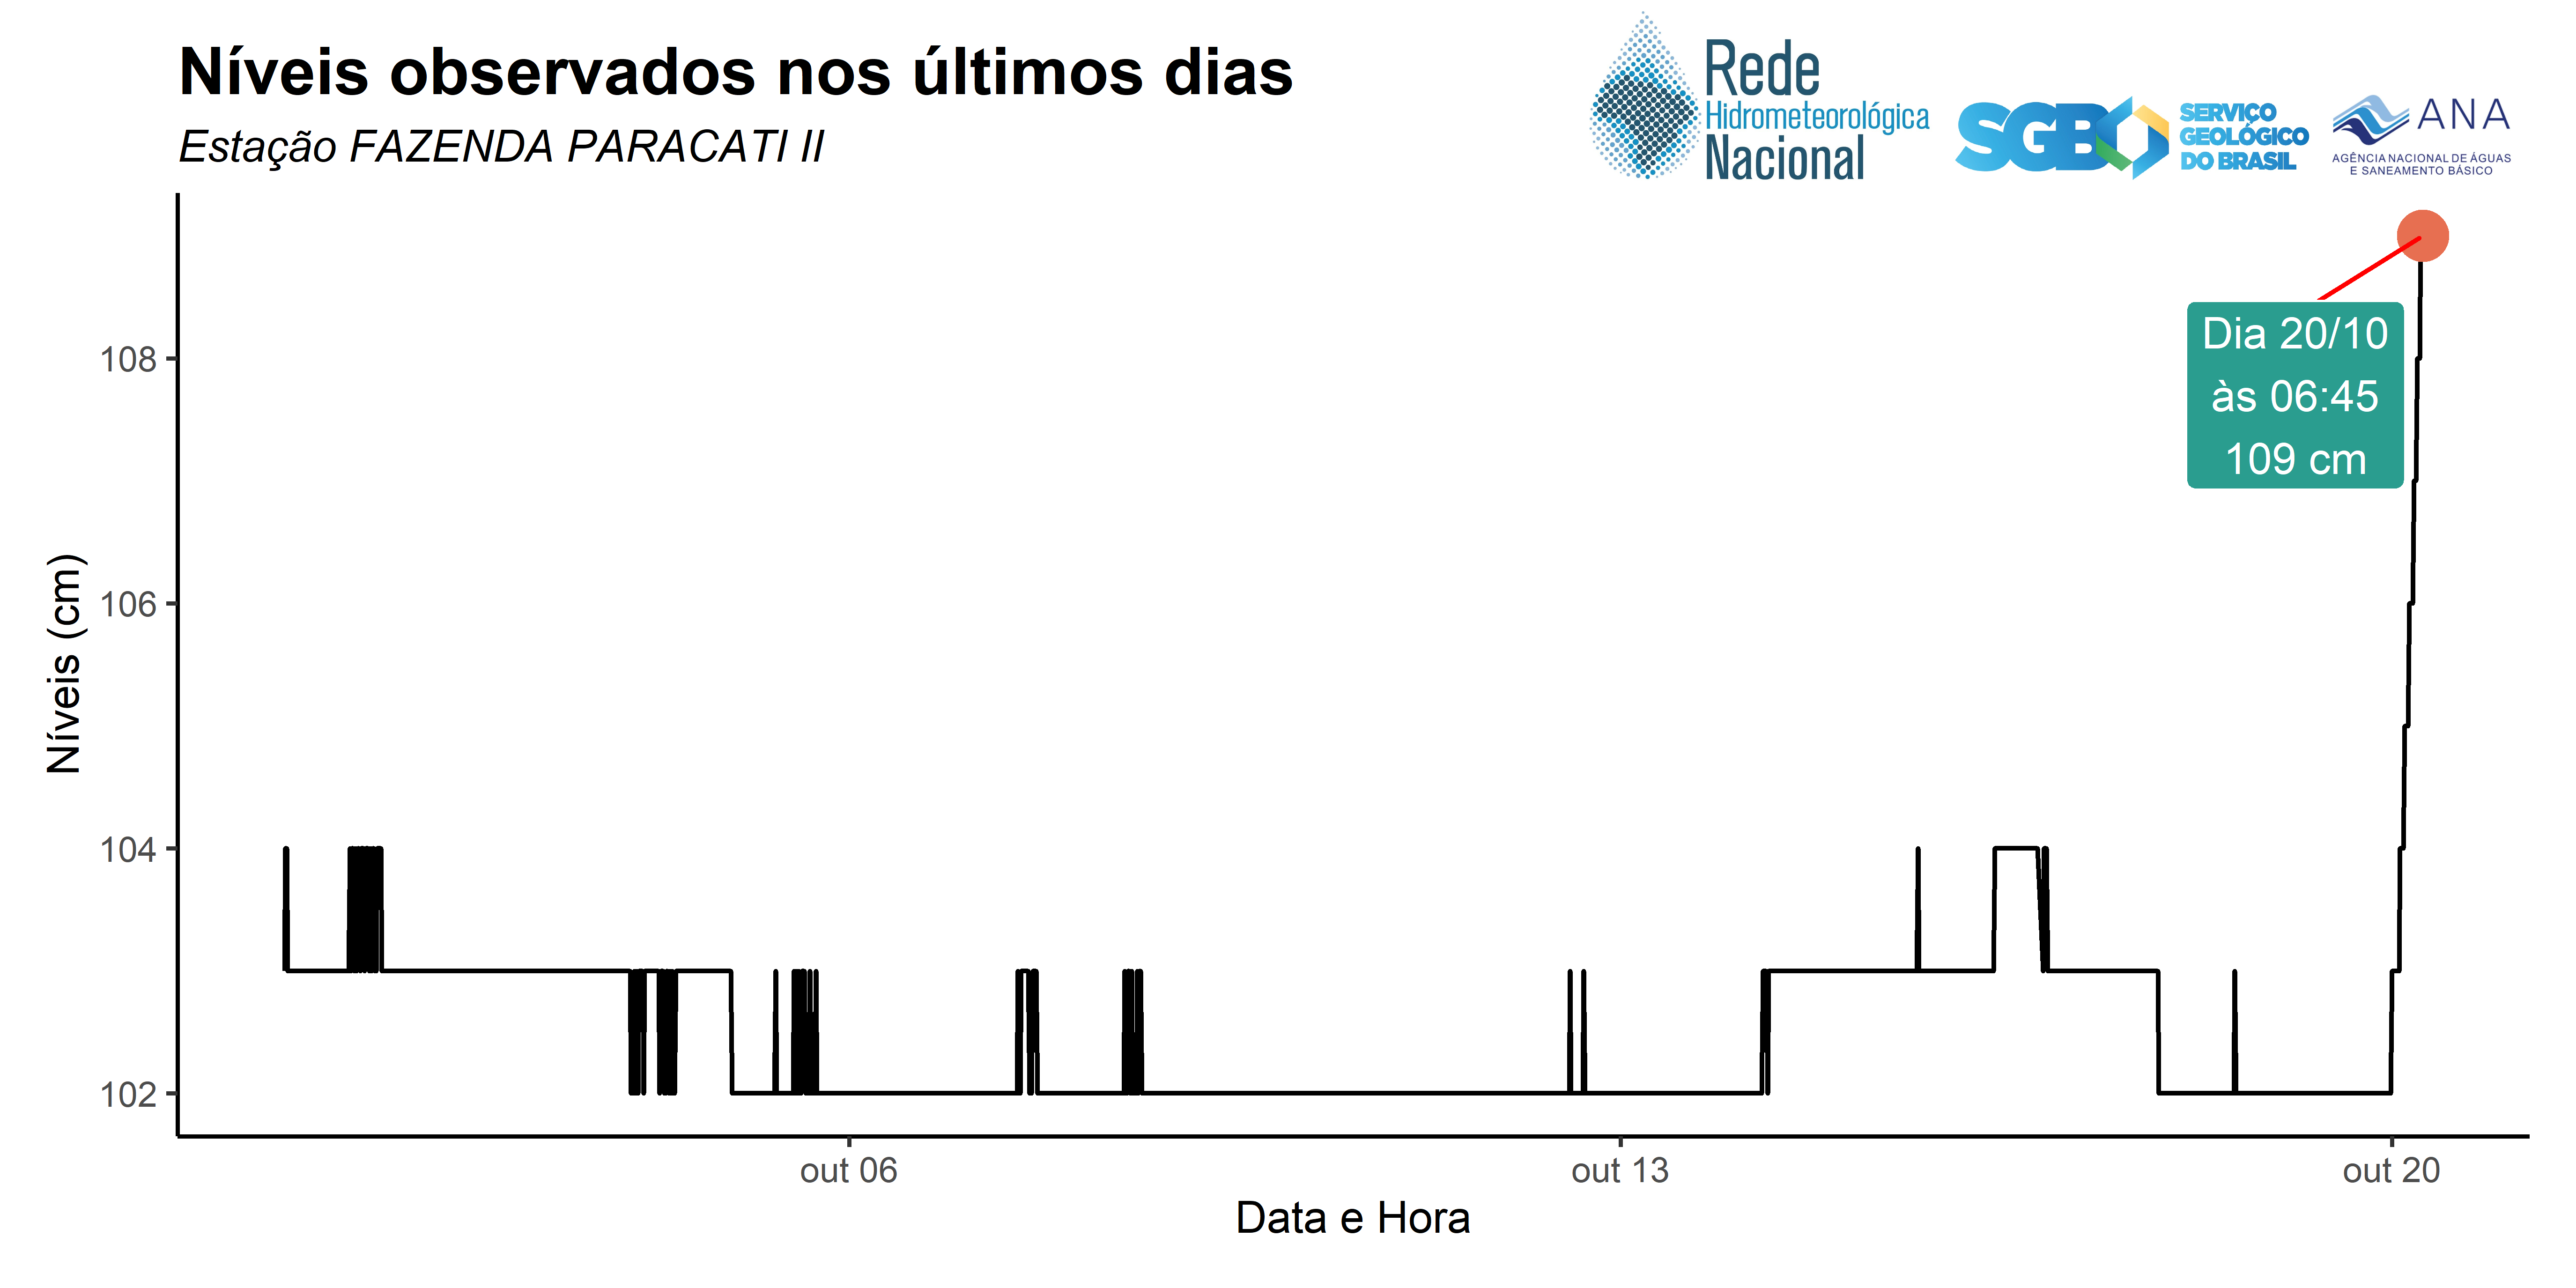 Níveis observados nos últimos dias
Estação FAZENDA PARACATI II
Rede
Hidrometeorológica
Nacional
SGB
SERVIÇO
GEOLÓGICO
DO BRASIL
ANA
AGÊNCIA NACIONAL DE ÁGUAS
E SANEAMENTO BÁSICO
Níveis (cm)
108
106
104
102
Dia 20/10
às 06:45
109 cm
out 06
out 13
out 20
Data e Hora